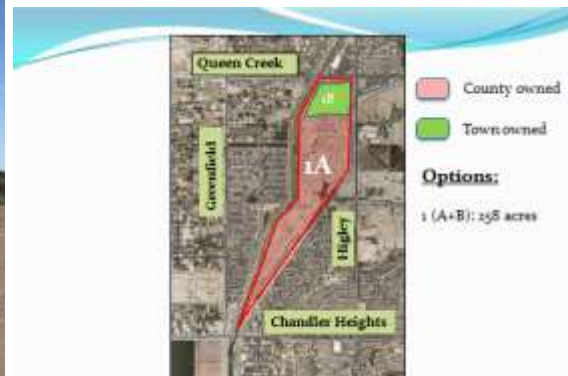 Queen Creek
1B
County owned
Town owned
Greenfield
1A
Options:
1 (A+B): 258 acres
Higley
Chandler Heights